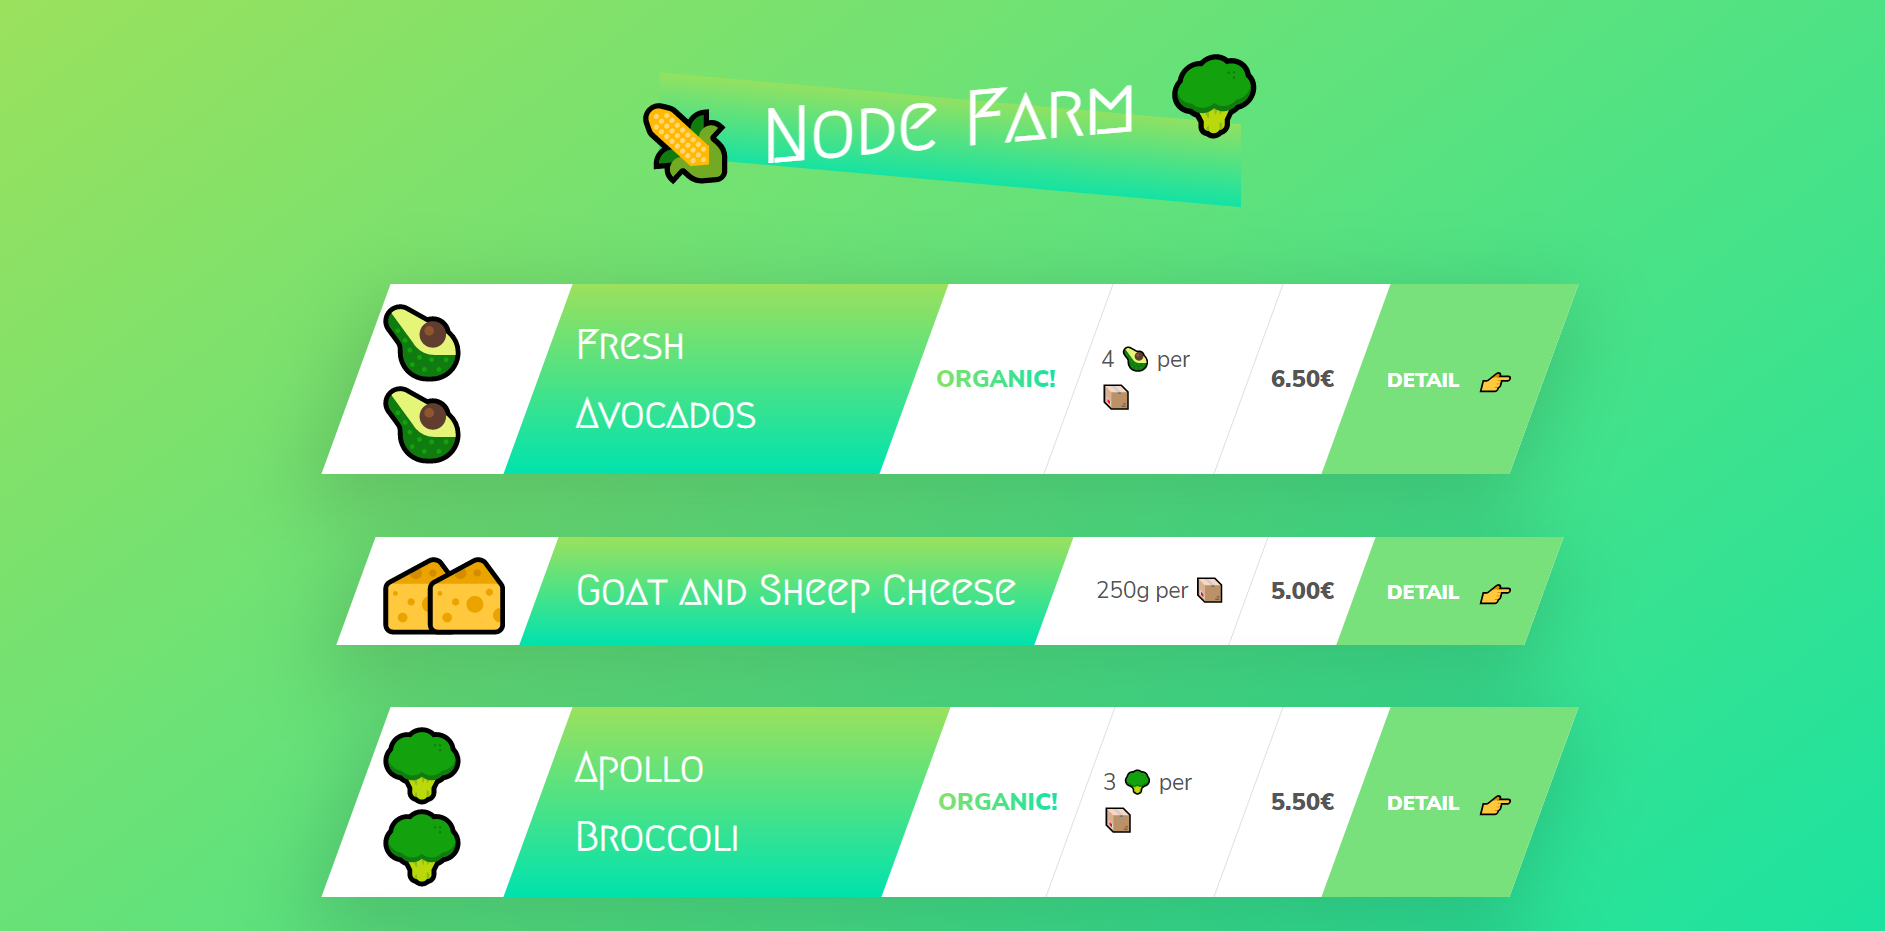 Node Farm
Fresh
Avocados
ORGANIC!
4 🥑 per
📦
6.50€
DETAIL 👉
Goat and Sheep Cheese
250g per 📦
5.00€
DETAIL 👉
Apollo
Broccoli
ORGANIC!
3 🥦 per
📦
5.50€
DETAIL 👉